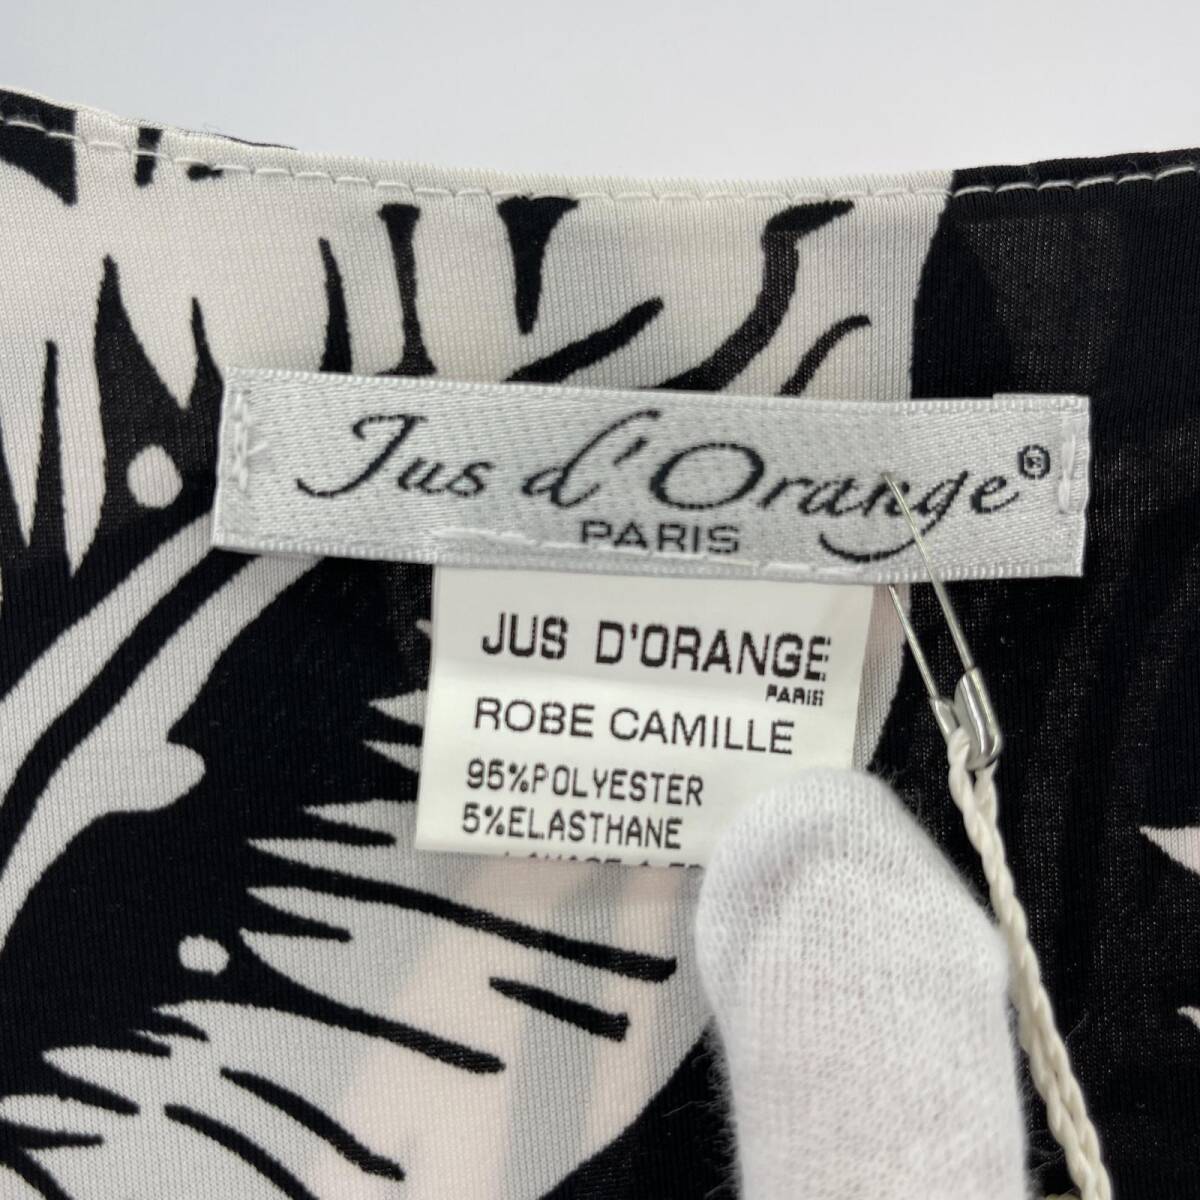 Jus d'Orange®
PARIS
JUS D'ORANGE
PARIS
ROBE CAMILLE
95%POLYESTER
5%ELASTHANE